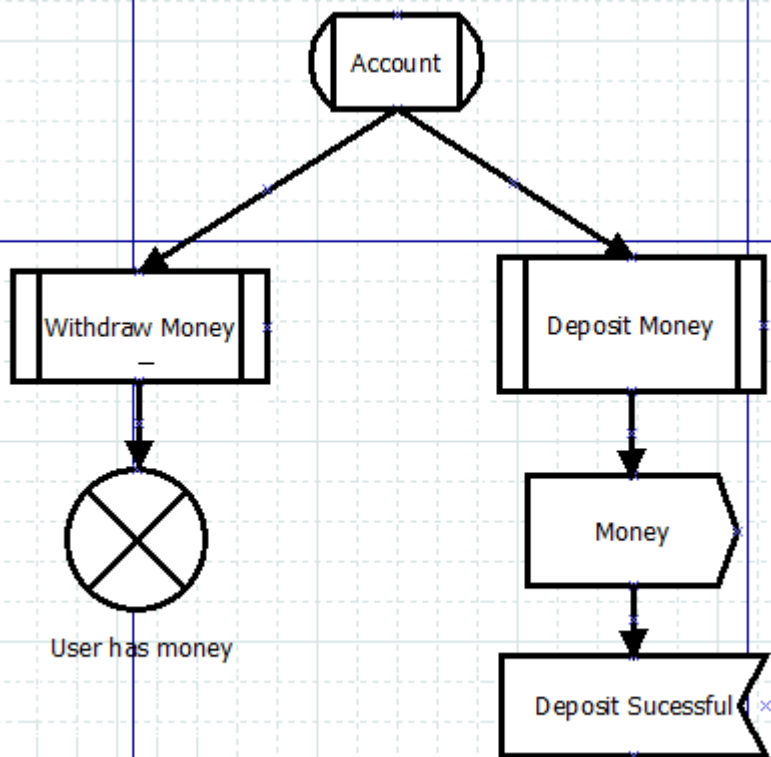 Account
Withdraw Money
_
Deposit Money
Money
User has money
Deposit Sucessful